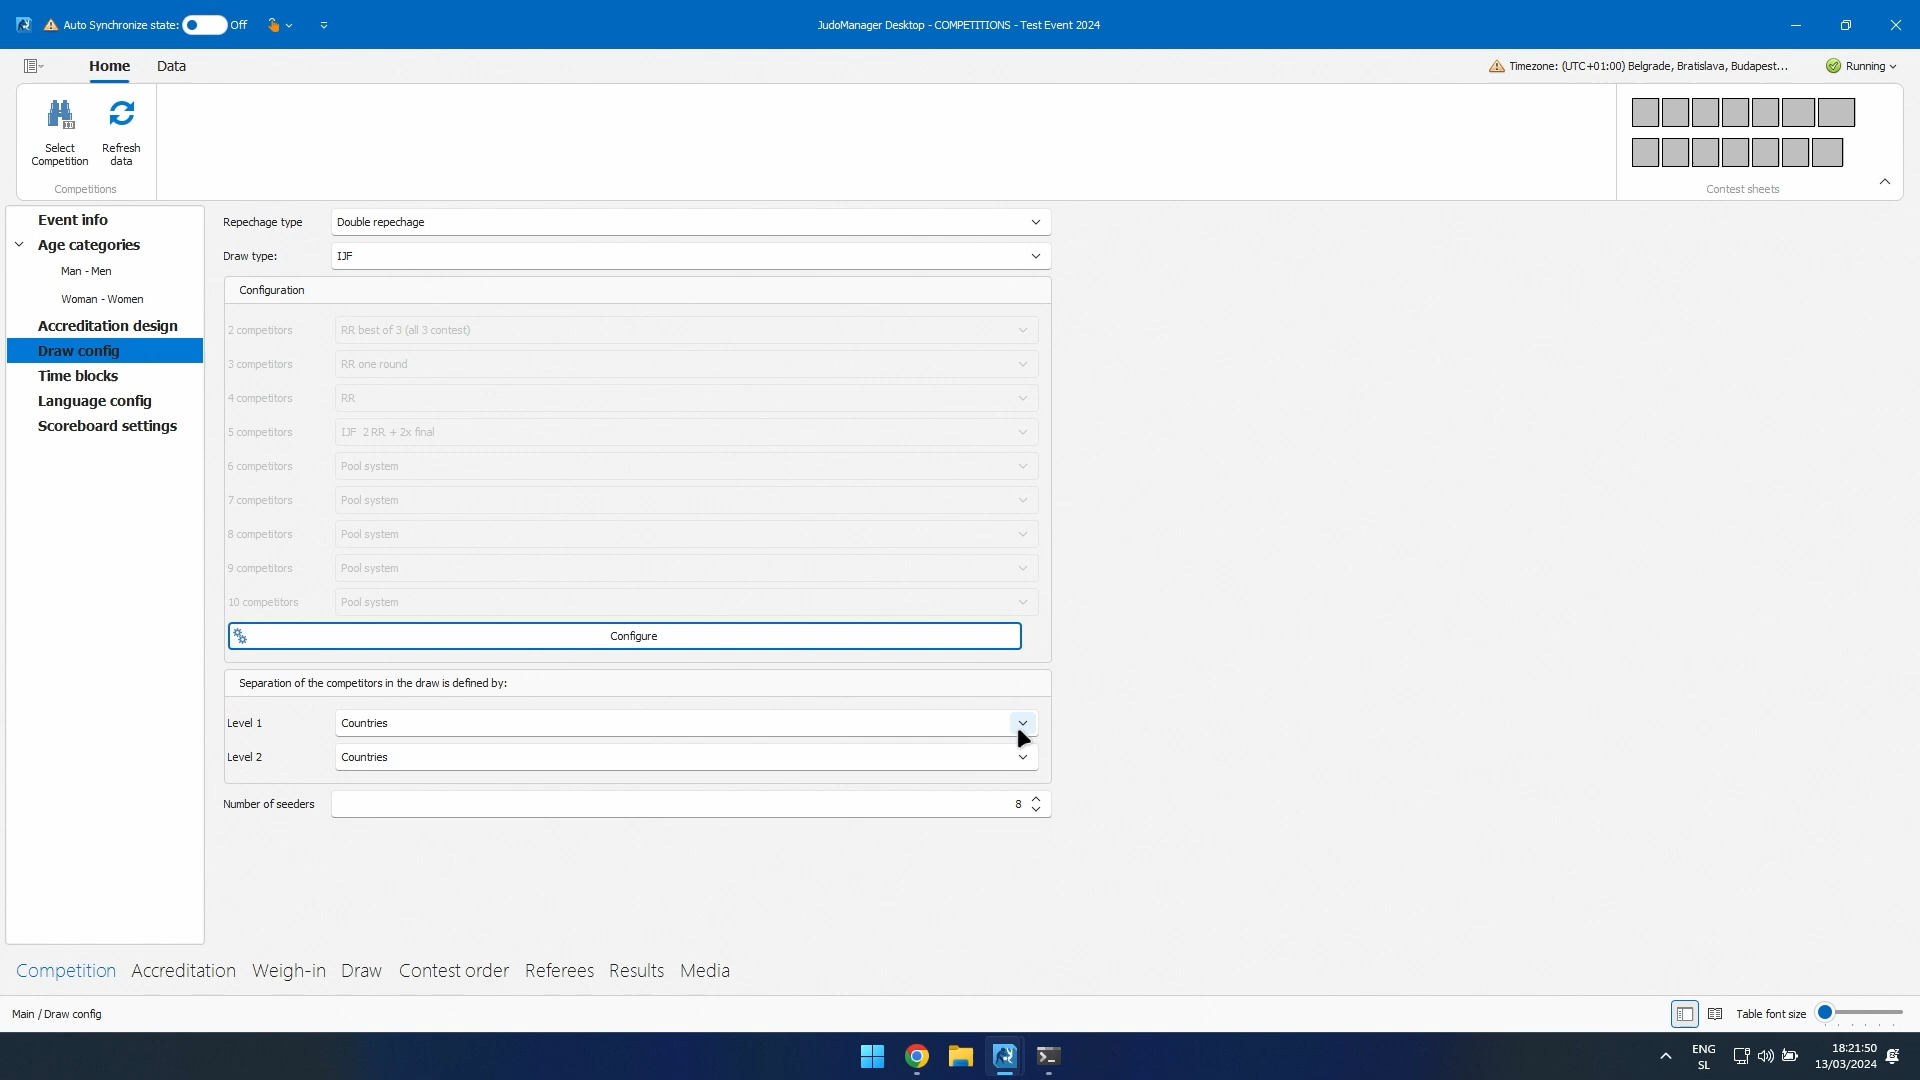 Auto Synchronize state: Off
JudoManager Desktop - COMPETITIONS - Test Event 2024
Home Data
Timezone: (UTC+01:00) Belgrade, Bratislava, Budapest...
Running
Select Competition
Refresh data
Competitions
Contest sheets
Event info
Age categories
Man - Men
Woman - Women
Accreditation design
Draw config
Time blocks
Language config
Scoreboard settings
Repechage type Double repechage
Draw type: IJF
Configuration
2 competitors RR best of 3 (all 3 contest)
3 competitors RR one round
4 competitors RR
5 competitors IJF 2 RR + 2x final
6 competitors Pool system
7 competitors Pool system
8 competitors Pool system
9 competitors Pool system
10 competitors Pool system
Configure
Separation of the competitors in the draw is defined by:
Level 1 Countries
Level 2 Countries
Number of seeders 8
Competition Accreditation Weigh-in Draw Contest order Referees Results Media
Main / Draw config
Table font size
ENG
SL
18:21:50
13/03/2024